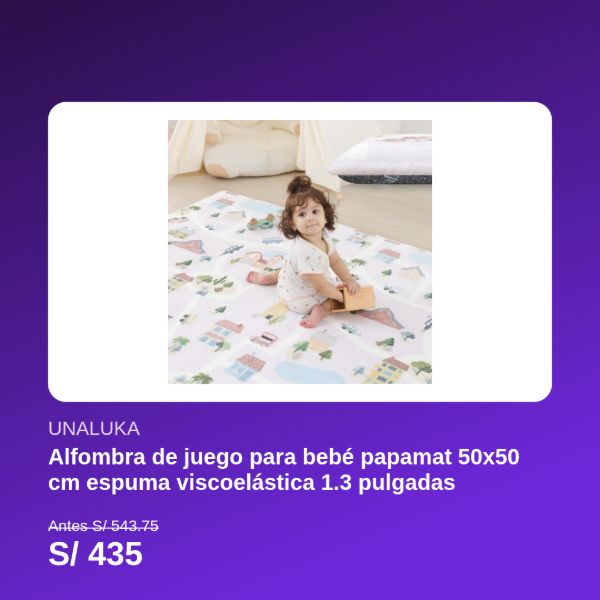 UNALUKA
Alfombra de juego para bebé papamat 50x50
cm espuma viscoelástica 1.3 pulgadas
Antes S/ 543.75
S/ 435